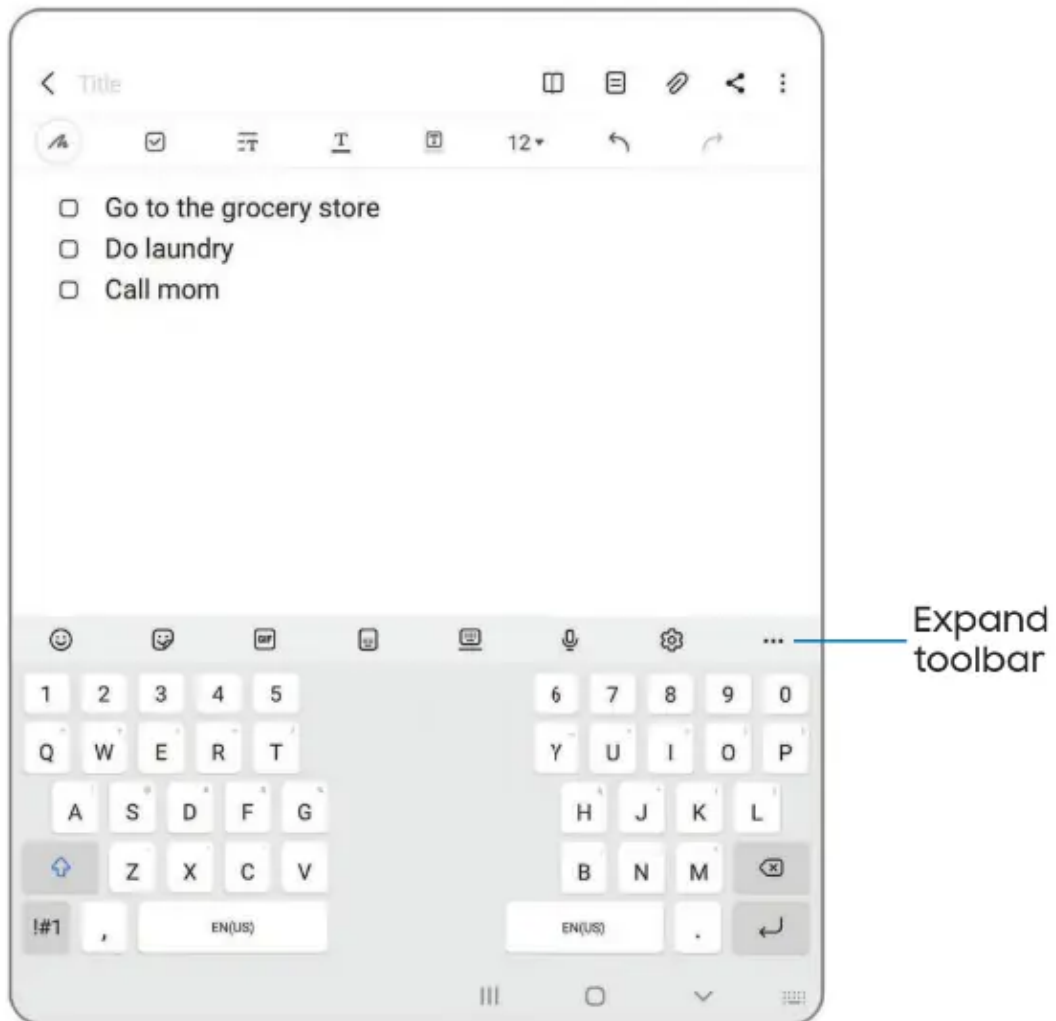 Title
12
Go to the grocery store
Do laundry
Call mom
GIF
Expand
toolbar
1 2 3 4 5 6 7 8 9 0
Q W E R T Y U I O P
A S D F G H J K L
Z X C V B N M
!#1 , EN(US) EN(US) .